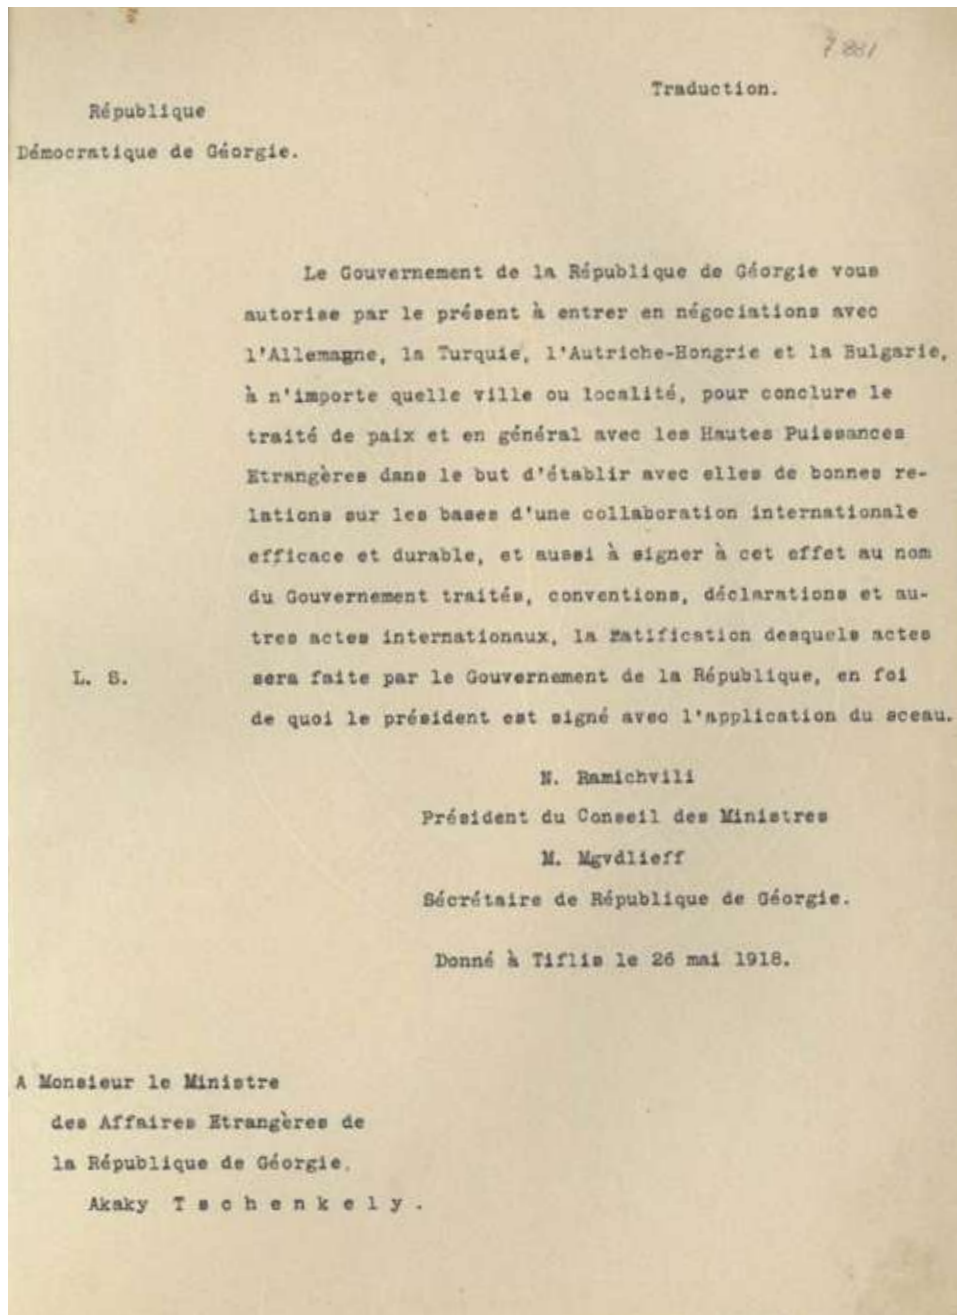 7881
Traduction.
République
Démocratique de Géorgie.
Le Gouvernement de la République de Géorgie vous
autorise par le présent à entrer en négociations avec
l'Allemagne, la Turquie, l'Autriche-Hongrie et la Bulgarie,
à n'importe quelle ville ou localité, pour conclure le
traité de paix et en général avec les Hautes Puissances
Etrangères dans le but d'établir avec elles de bonnes re-
lations sur les bases d'une collaboration internationale
efficace et durable, et aussi à signer à cet effet au nom
du Gouvernement traités, conventions, déclarations et au-
tres actes internationaux, la Ratification desquels actes
L. S. sera faite par le Gouvernement de la République, en foi
de quoi le président est signé avec l'application du sceau.
N. Ramichvili
Président du Conseil des Ministres
M. Mgvdlieff
Sécrétaire de République de Géorgie.
Donné à Tiflis le 26 mai 1918.
A Monsieur le Ministre
des Affaires Etrangères de
la République de Géorgie.
Akaky Tschenkely.